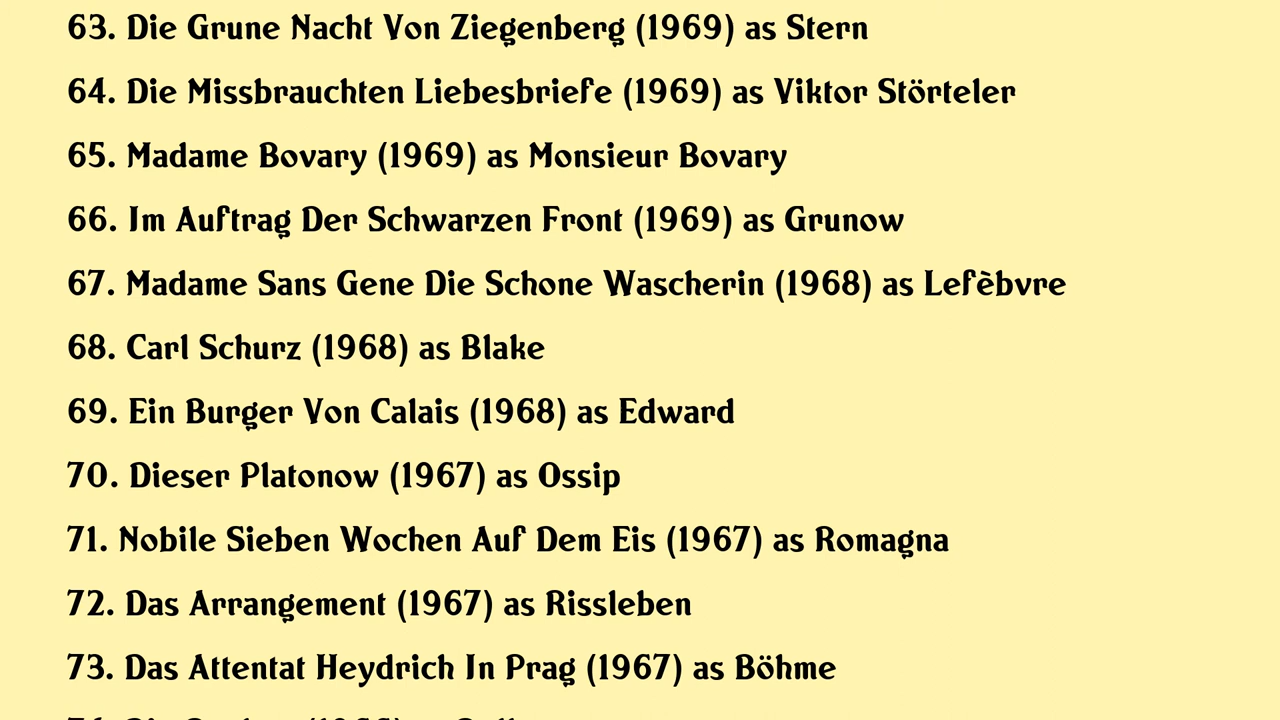 63. Die Grune Nacht Von Ziegenberg (1969) as Stern
64. Die Missbrauchten Liebesbriefe (1969) as Viktor Störteler
65. Madame Bovary (1969) as Monsieur Bovary
66. Im Auftrag Der Schwarzen Front (1969) as Grunow
67. Madame Sans Gene Die Schone Wascherin (1968) as Lefèbvre
68. Carl Schurz (1968) as Blake
69. Ein Burger Von Calais (1968) as Edward
70. Dieser Platonow (1967) as Ossip
71. Nobile Sieben Wochen Auf Dem Eis (1967) as Romagna
72. Das Arrangement (1967) as Rissleben
73. Das Attentat Heydrich In Prag (1967) as Böhme